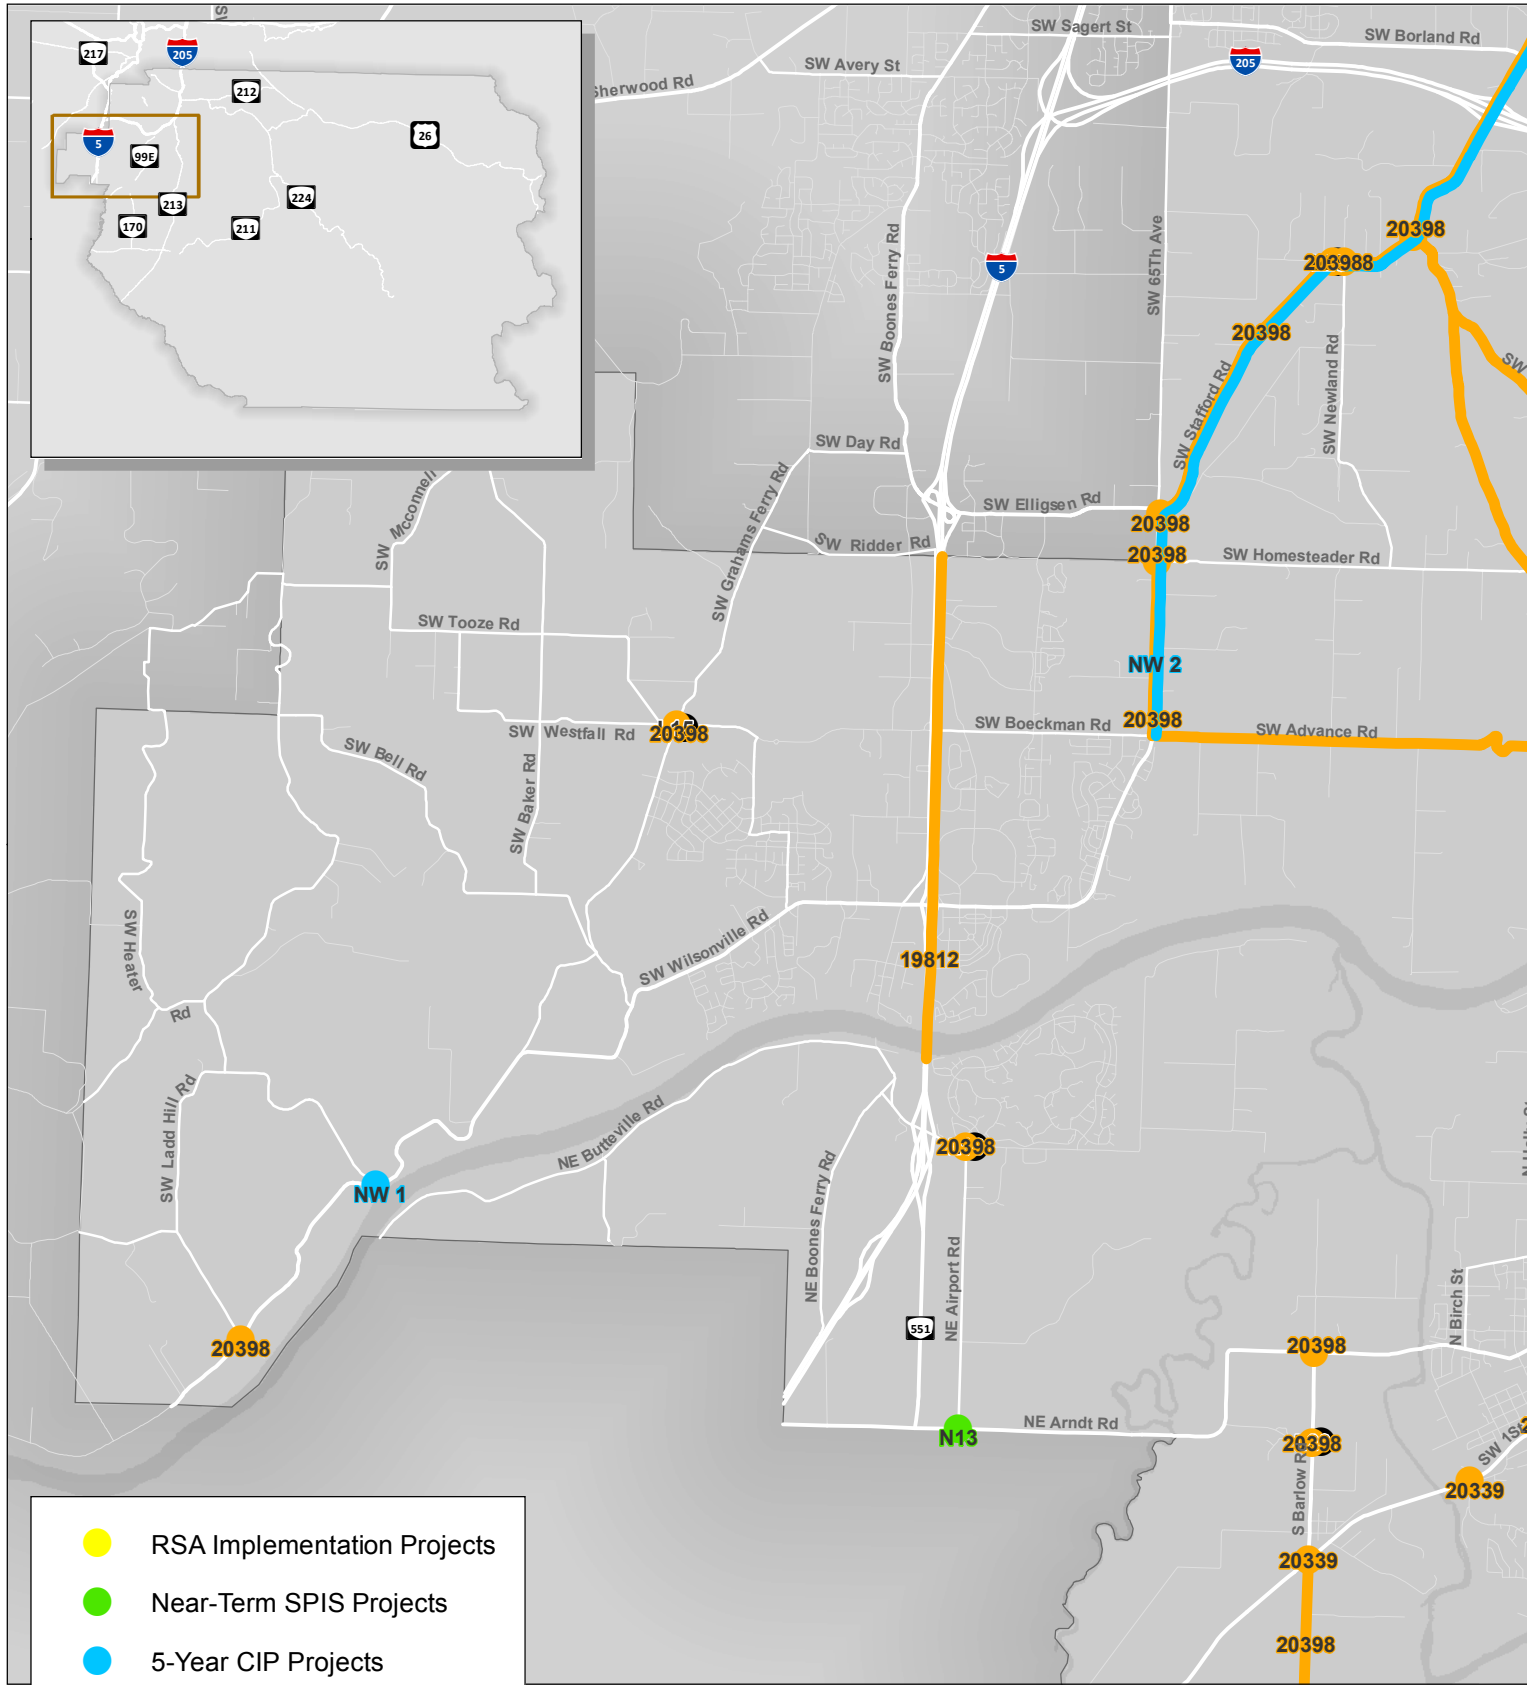 217
205
212
26
5
99E
224
213
170
211
SW Sagert St
SW Borland Rd
SW Avery St
Sherwood Rd
205
SW Boones Ferry Rd
SW 65Th Ave
5
20398
20398
SW Stafford Rd
SW Newland Rd
SW
SW Day Rd
SW Mcconnell
SW Grahams Ferry Rd
SW Elligsen Rd
20398
SW Ridder Rd
20398
SW Homesteader Rd
SW Tooze Rd
NW 2
20398
SW Westfall Rd
20398
SW Boeckman Rd
SW Advance Rd
SW Bell Rd
SW Baker Rd
SW Heater Rd
SW Wilsonville Rd
19812
SW Ladd Hill Rd
NE Butteville Rd
20398
NW 1
NE Boones Ferry Rd
NE Airport Rd
551
N Birch St
20398
20398
NE Arndt Rd
N13
20398
SW 1St
20339
S Barlow Rd
20339
20398
RSA Implementation Projects
Near-Term SPIS Projects
5-Year CIP Projects